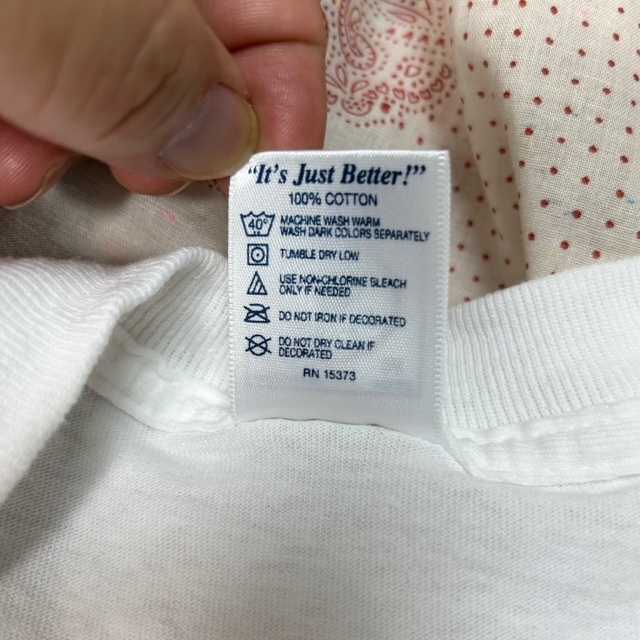 "It's Just Better!"
100% COTTON
40°
MACHINE WASH WARM
WASH DARK COLORS SEPARATELY
TUMBLE DRY LOW
USE NON-CHLORINE BLEACH
ONLY IF NEEDED
DO NOT IRON IF DECORATED
DO NOT DRY CLEAN IF
DECORATED
RN 15373